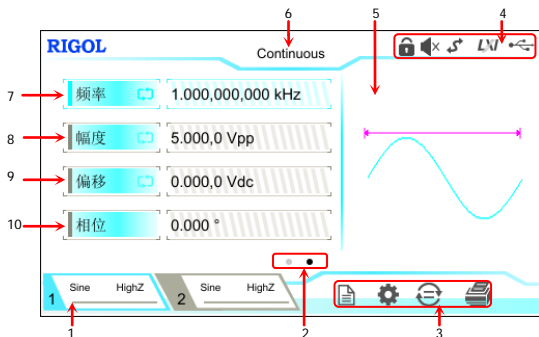 6
5
4
RIGOL
Continuous
LXI
7
频率
1.000,000,000 kHz
8
幅度
5.000,0 Vpp
9
偏移
0.000,0 Vdc
10
相位
0.000 °
1
Sine
HighZ
2
Sine
HighZ
1
2
3